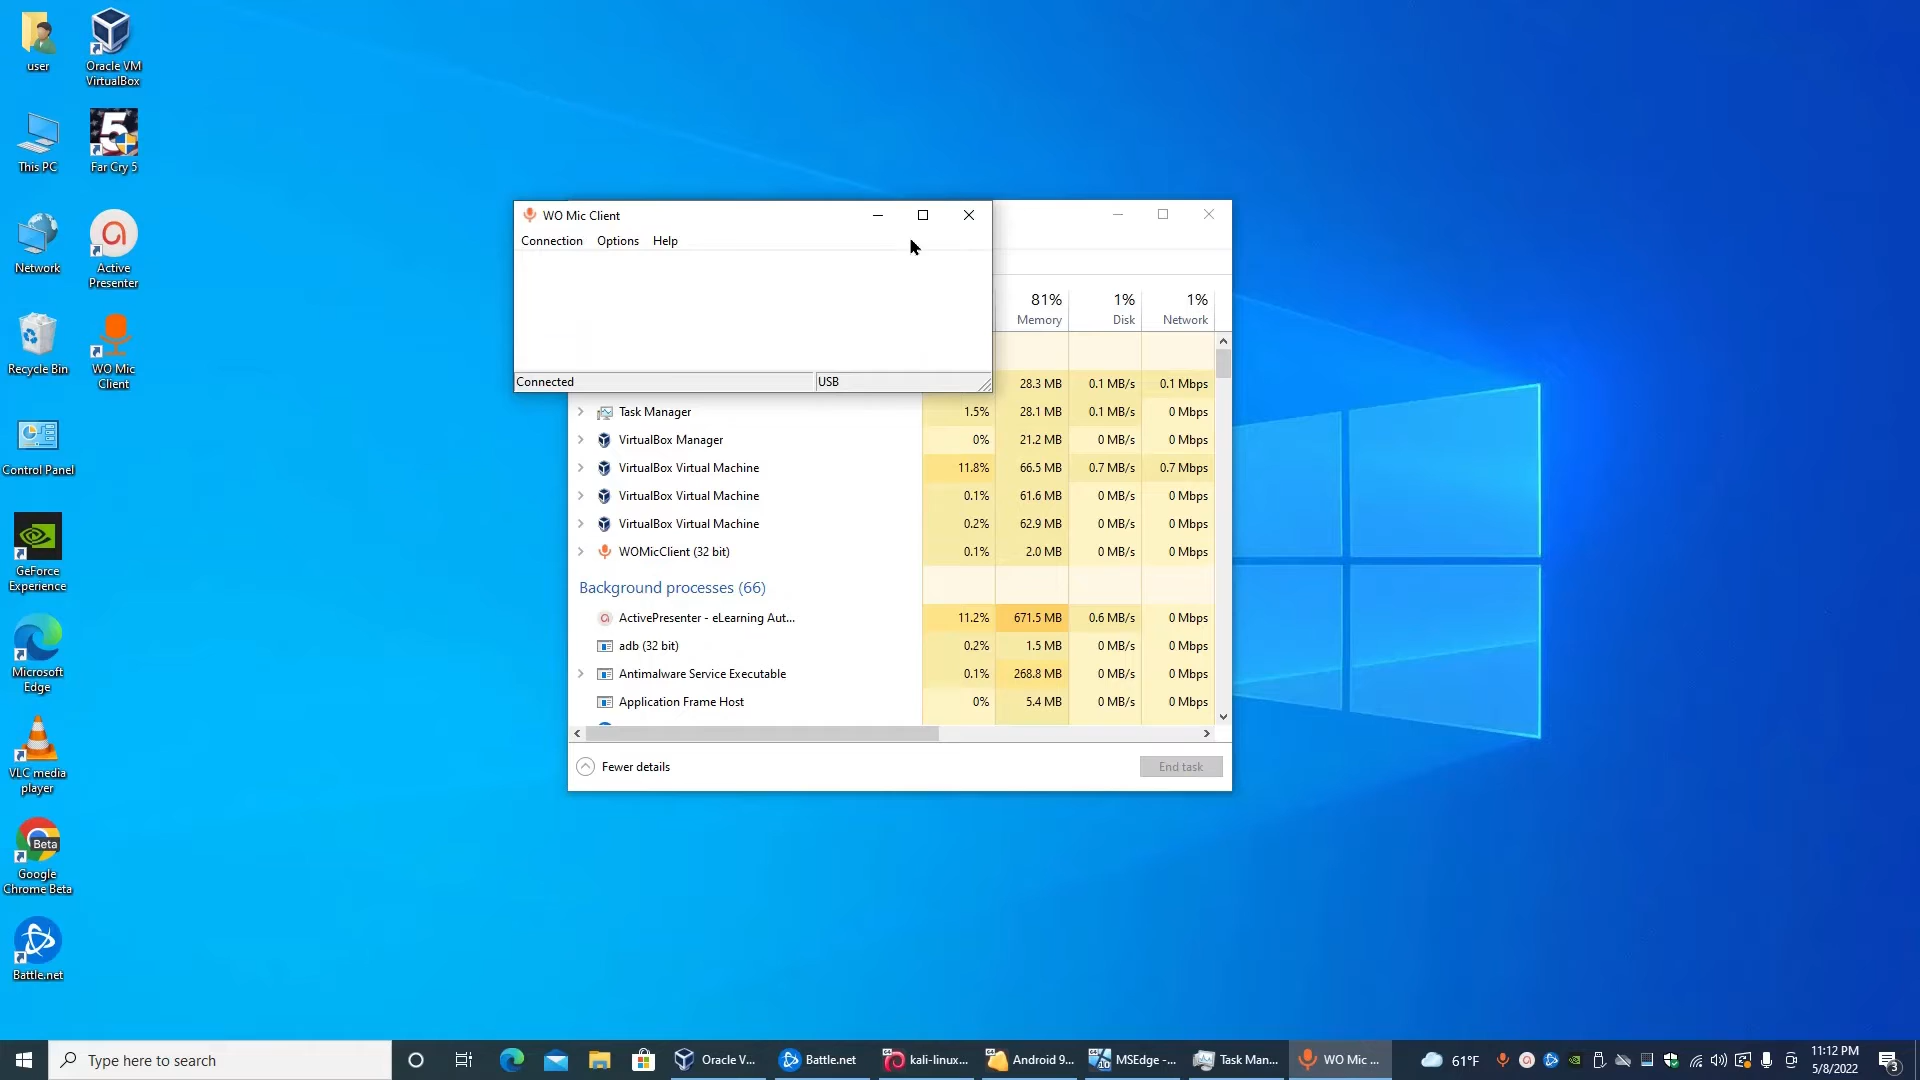 user
Oracle VM
VirtualBox
This PC
5
Far Cry 5
Network
Active
Presenter
Recycle Bin
WO Mic
Client
Control Panel
GeForce
Experience
Microsoft
Edge
VLC media
player
Beta
Google
Chrome Beta
Battle.net
WO Mic Client
Connection Options Help
Connected USB
81% 1% 1%
Memory Disk Network
28.3 MB 0.1 MB/s 0.1 Mbps
Task Manager 1.5% 28.1 MB 0.1 MB/s 0 Mbps
VirtualBox Manager 0% 21.2 MB 0 MB/s 0 Mbps
VirtualBox Virtual Machine 11.8% 66.5 MB 0.7 MB/s 0.7 Mbps
VirtualBox Virtual Machine 0.1% 61.6 MB 0 MB/s 0 Mbps
VirtualBox Virtual Machine 0.2% 62.9 MB 0 MB/s 0 Mbps
WOMicClient (32 bit) 0.1% 2.0 MB 0 MB/s 0 Mbps
Background processes (66)
ActivePresenter - eLearning Aut... 11.2% 671.5 MB 0.6 MB/s 0 Mbps
adb (32 bit) 0.2% 1.5 MB 0 MB/s 0 Mbps
Antimalware Service Executable 0.1% 268.8 MB 0 MB/s 0 Mbps
Application Frame Host 0% 5.4 MB 0 MB/s 0 Mbps
Fewer details End task
Type here to search Oracle V... Battle.net kali-linux... Android 9... MSEdge -... Task Man... WO Mic ... 61°F 11:12 PM
5/8/2022 3